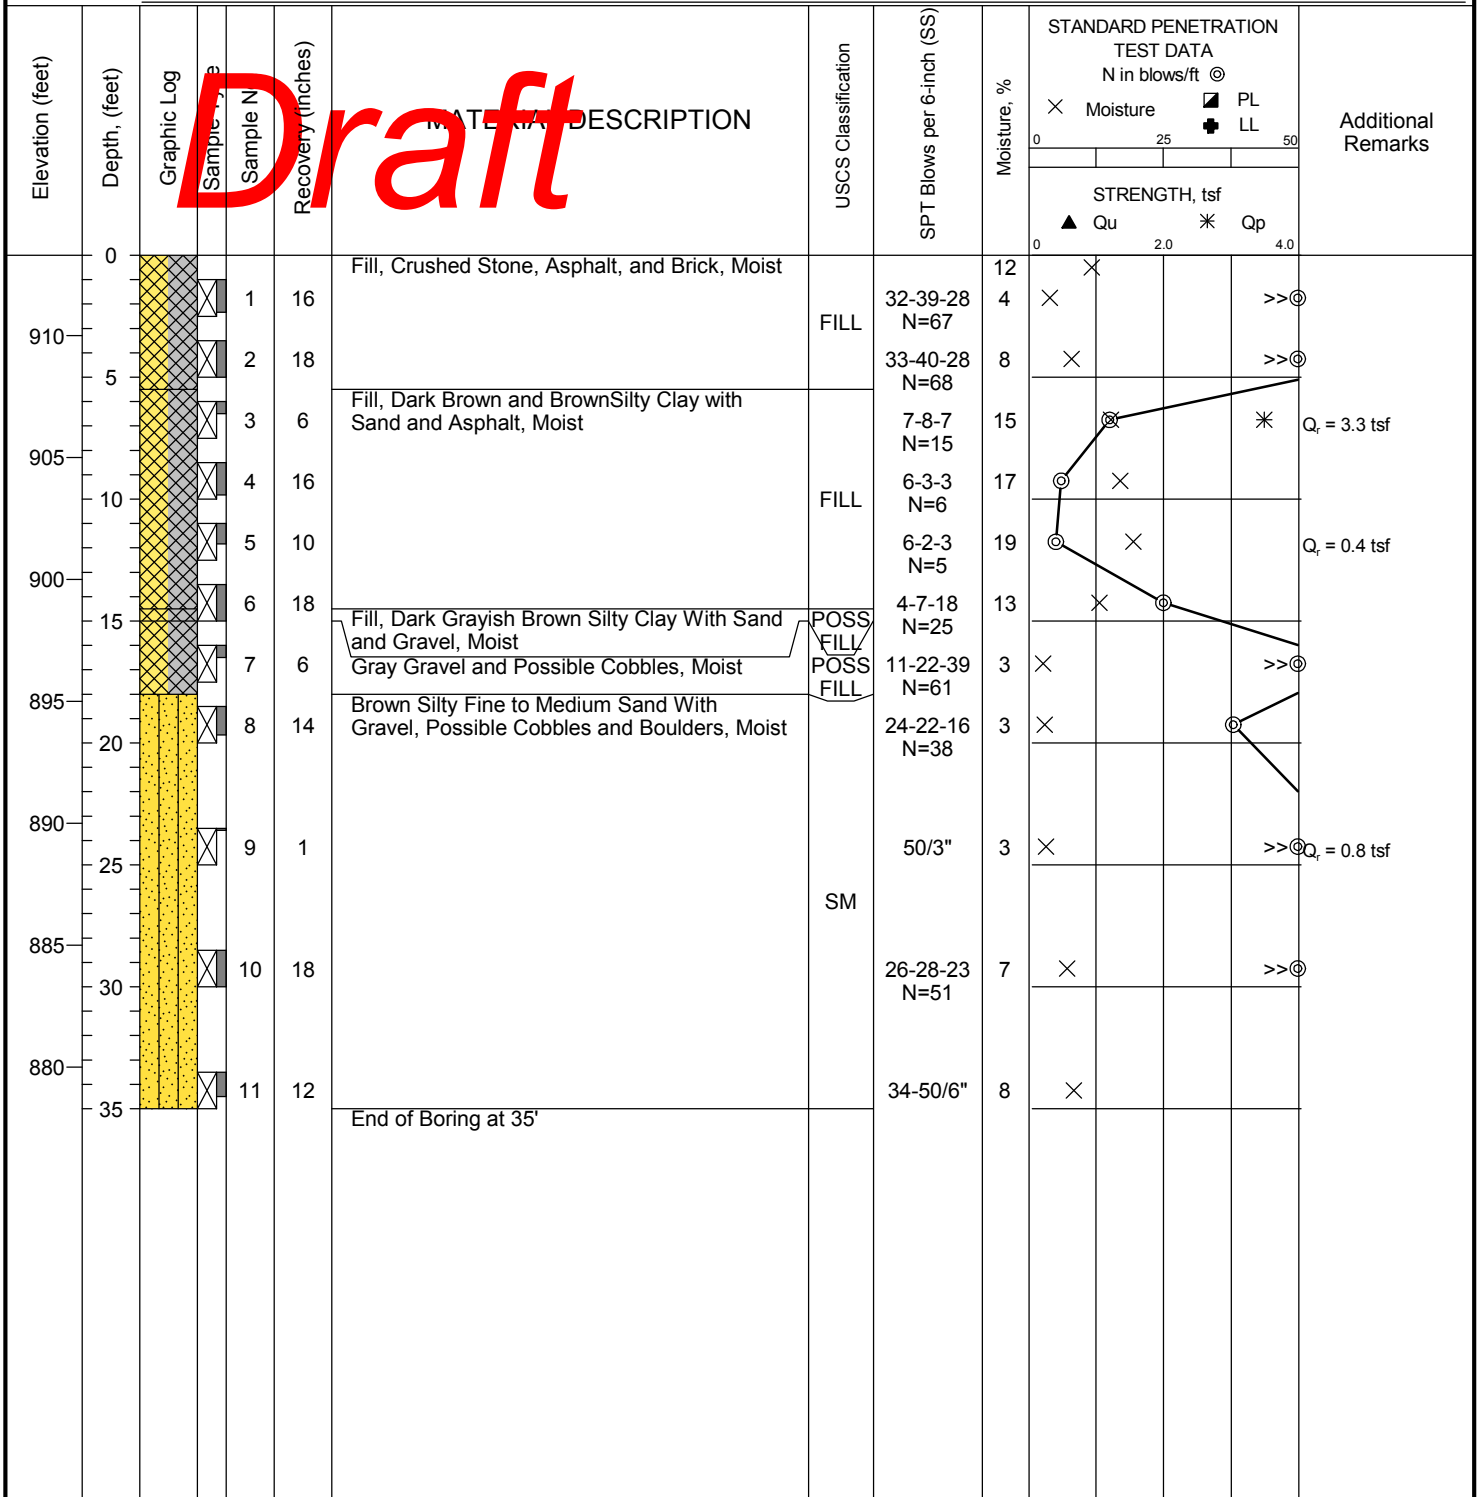 Elevation (feet)
Depth, (feet)
Graphic Log
Sample
Sample
Recovery (inches)
MATERIAL DESCRIPTION
USCS Classification
SPT Blows per 6-inch (SS)
Moisture, %
STANDARD PENETRATION
TEST DATA
N in blows/ft
Moisture
PL
LL
0 25 50
STRENGTH, tsf
Qu Qp
0 2.0 4.0
Additional
Remarks
Draft
0
Fill, Crushed Stone, Asphalt, and Brick, Moist
12
1 16 32-39-28 4 >>
N=67
FILL
910
2 18 33-40-28 8 >>
N=68
5
Fill, Dark Brown and BrownSilty Clay with
Sand and Asphalt, Moist
3 6 7-8-7 15 Qr = 3.3 tsf
N=15
905
4 16 6-3-3 17
N=6
10
FILL
5 10 6-2-3 19 Qr = 0.4 tsf
N=5
900
6 18 4-7-18 13
N=25
15
Fill, Dark Grayish Brown Silty Clay With Sand
and Gravel, Moist
POSS
FILL
7 6 Gray Gravel and Possible Cobbles, Moist POSS 11-22-39 3 >>
FILL N=61
895
Brown Silty Fine to Medium Sand With
Gravel, Possible Cobbles and Boulders, Moist
8 14 24-22-16 3
N=38
20
890
9 1 50/3" 3 >> Qr = 0.8 tsf
25
SM
885
10 18 26-28-23 7 >>
N=51
30
880
11 12 34-50/6" 8
35
End of Boring at 35'